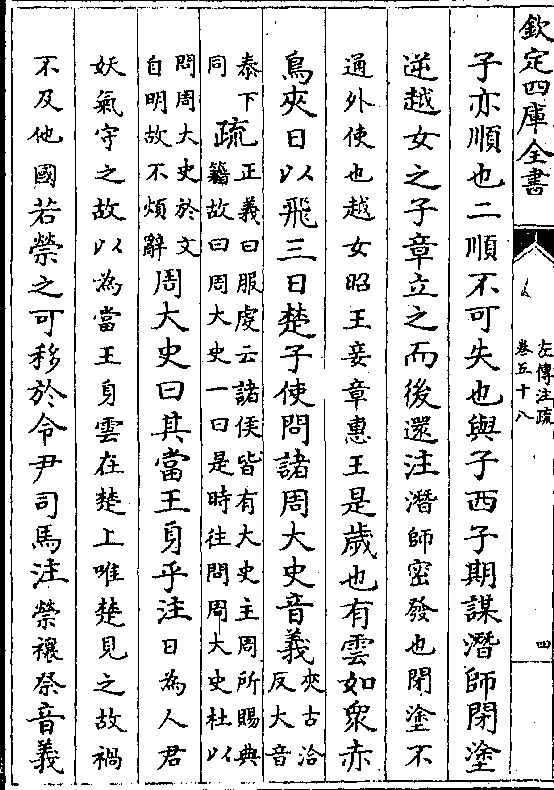 欽定四庫全書
左傳注疏
卷五十八
四
子亦順也二順不可失也與子西子期謀潛師閉塗
逆越女之子章立之而後還注潛師密發也閉塗不
通外使也越女昭王妾章惠王是歲也有雲如衆赤
鳥夾日以飛三日楚子使問諸周大史音義夾古洽
反大音
泰下
同疏正義曰服虔云諸侯皆有大史主周所賜典
籍故曰周大史一曰是時往問周大史杜以
問周大史於文
自明故不煩辭周大史曰其當王身乎注日為人君
妖氣守之故以為當王身雲在楚上唯楚見之故禍
不及他國若禜之可移於令尹司馬注禜禳祭音義